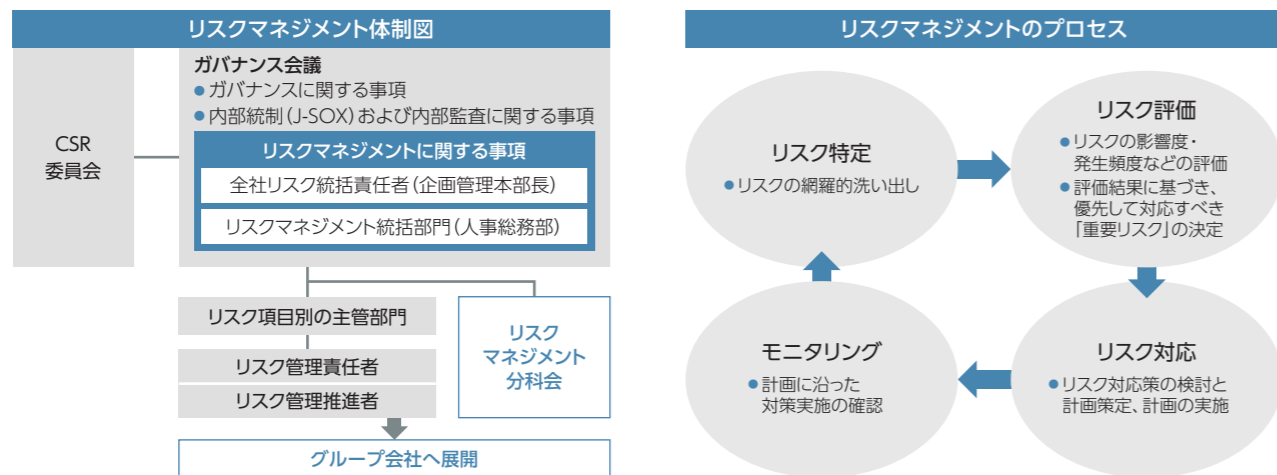 リスクマネジメント体制図
CSR
委員会
ガバナンス会議
●ガバナンスに関する事項
●内部統制(J-SOX)および内部監査に関する事項
リスクマネジメントに関する事項
全社リスク統括責任者(企画管理本部長)
リスクマネジメント統括部門(人事総務部)
リスク項目別の主管部門
リスク管理責任者
リスク管理推進者
リスク
マネジメント
分科会
グループ会社へ展開
リスクマネジメントのプロセス
リスク特定
●リスクの網羅的洗い出し
リスク評価
●リスクの影響度・
発生頻度などの評価
●評価結果に基づき、
優先して対応すべき
「重要リスク」の決定
リスク対応
●リスク対応策の検討と
計画策定、計画の実施
モニタリング
●計画に沿った
対策実施の確認